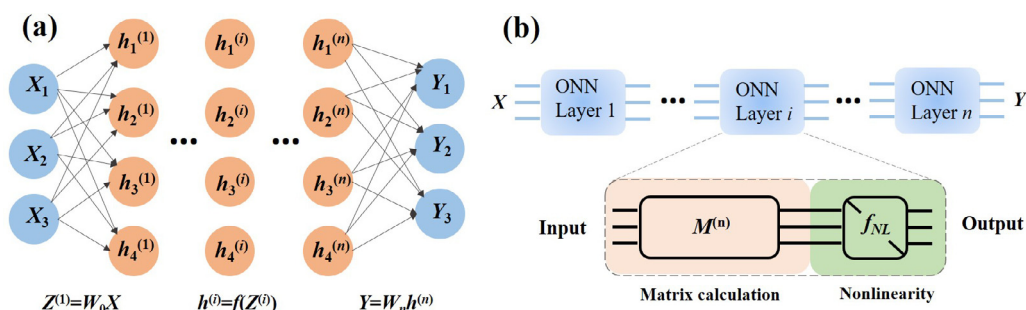 (a)
X₁
X₂
X₃
h₁⁽¹⁾
h₂⁽¹⁾
h₃⁽¹⁾
h₄⁽¹⁾
...
h₁⁽ⁱ⁾
h₂⁽ⁱ⁾
h₃⁽ⁱ⁾
h₄⁽ⁱ⁾
...
h₁⁽ⁿ⁾
h₂⁽ⁿ⁾
h₃⁽ⁿ⁾
h₄⁽ⁿ⁾
Y₁
Y₂
Y₃
Z⁽¹⁾=W₀X
h⁽ⁱ⁾=f(Z⁽ⁱ⁾)
Y=Wₙh⁽ⁿ⁾
(b)
X
ONN
Layer 1
...
ONN
Layer i
...
ONN
Layer n
Y
Input
M⁽ⁿ⁾
f_NL
Output
Matrix calculation
Nonlinearity